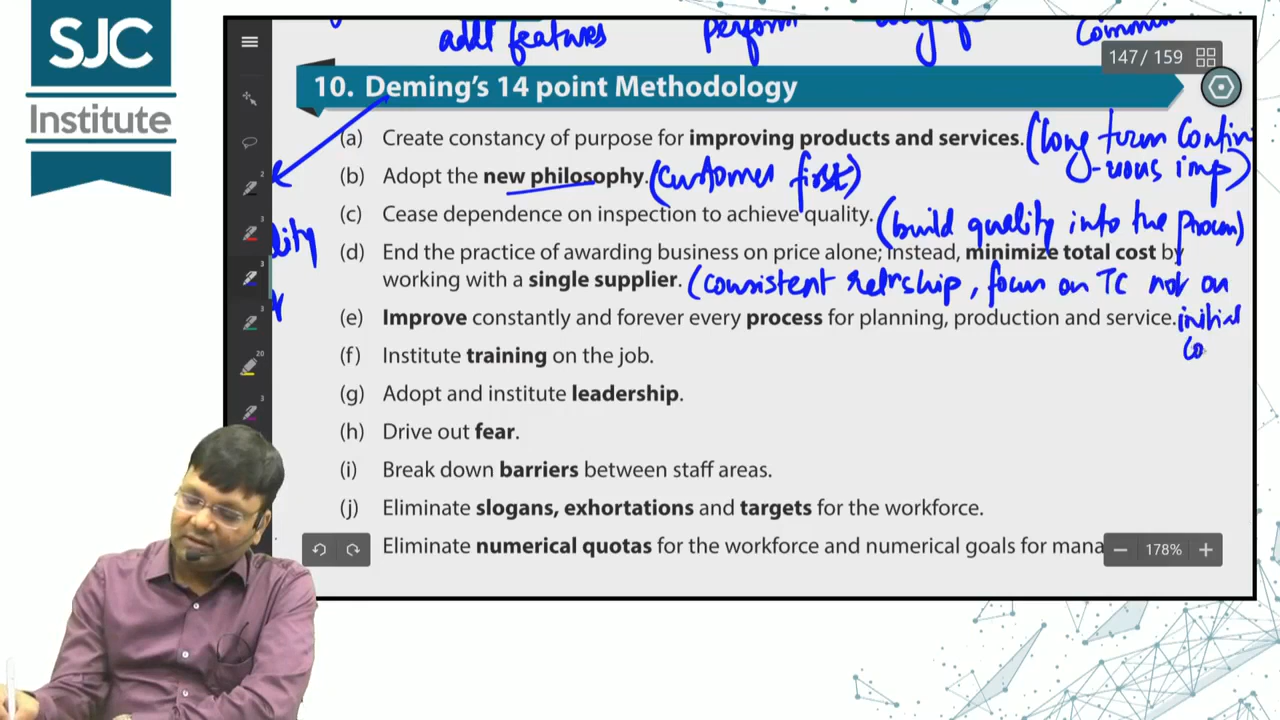 SJC
Institute
addl features
perform
147 / 159
10. Deming's 14 point Methodology
(a) Create constancy of purpose for improving products and services. (long term contin
-uous imp)
(b) Adopt the new philosophy. (customer first)
(c) Cease dependence on inspection to achieve quality. (build quality into the process)
lity
(d) End the practice of awarding business on price alone; instead, minimize total cost by
working with a single supplier. (consistent relnship, focus on TC not on
initial
co
(e) Improve constantly and forever every process for planning, production and service.
(f) Institute training on the job.
(g) Adopt and institute leadership.
(h) Drive out fear.
(i) Break down barriers between staff areas.
(j) Eliminate slogans, exhortations and targets for the workforce.
Eliminate numerical quotas for the workforce and numerical goals for mana
178%